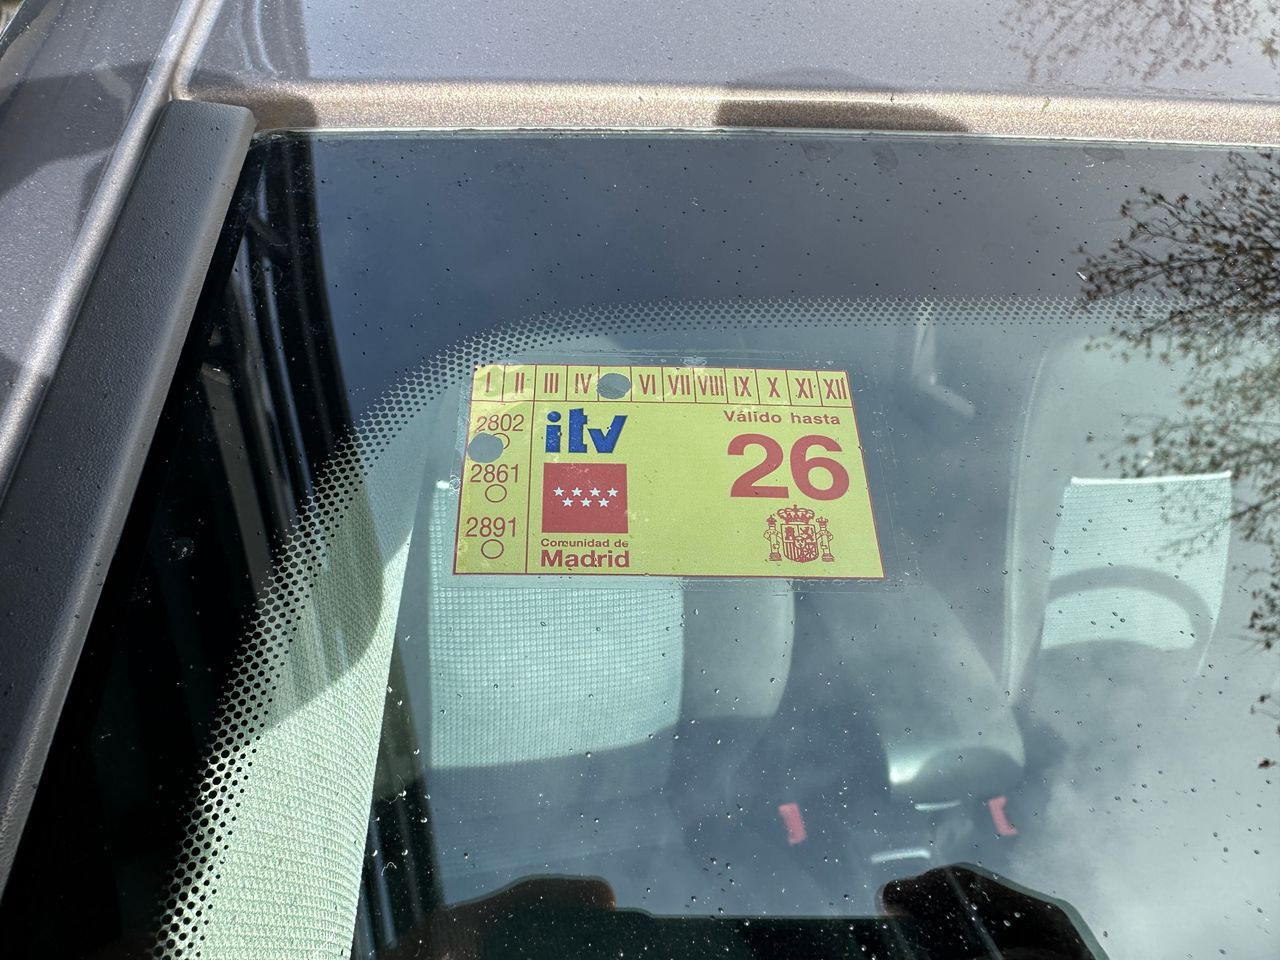 I II III IV VI VII VIII IX X XI XII
2802
2861
2891
itv
Comunidad de
Madrid
Válido hasta
26